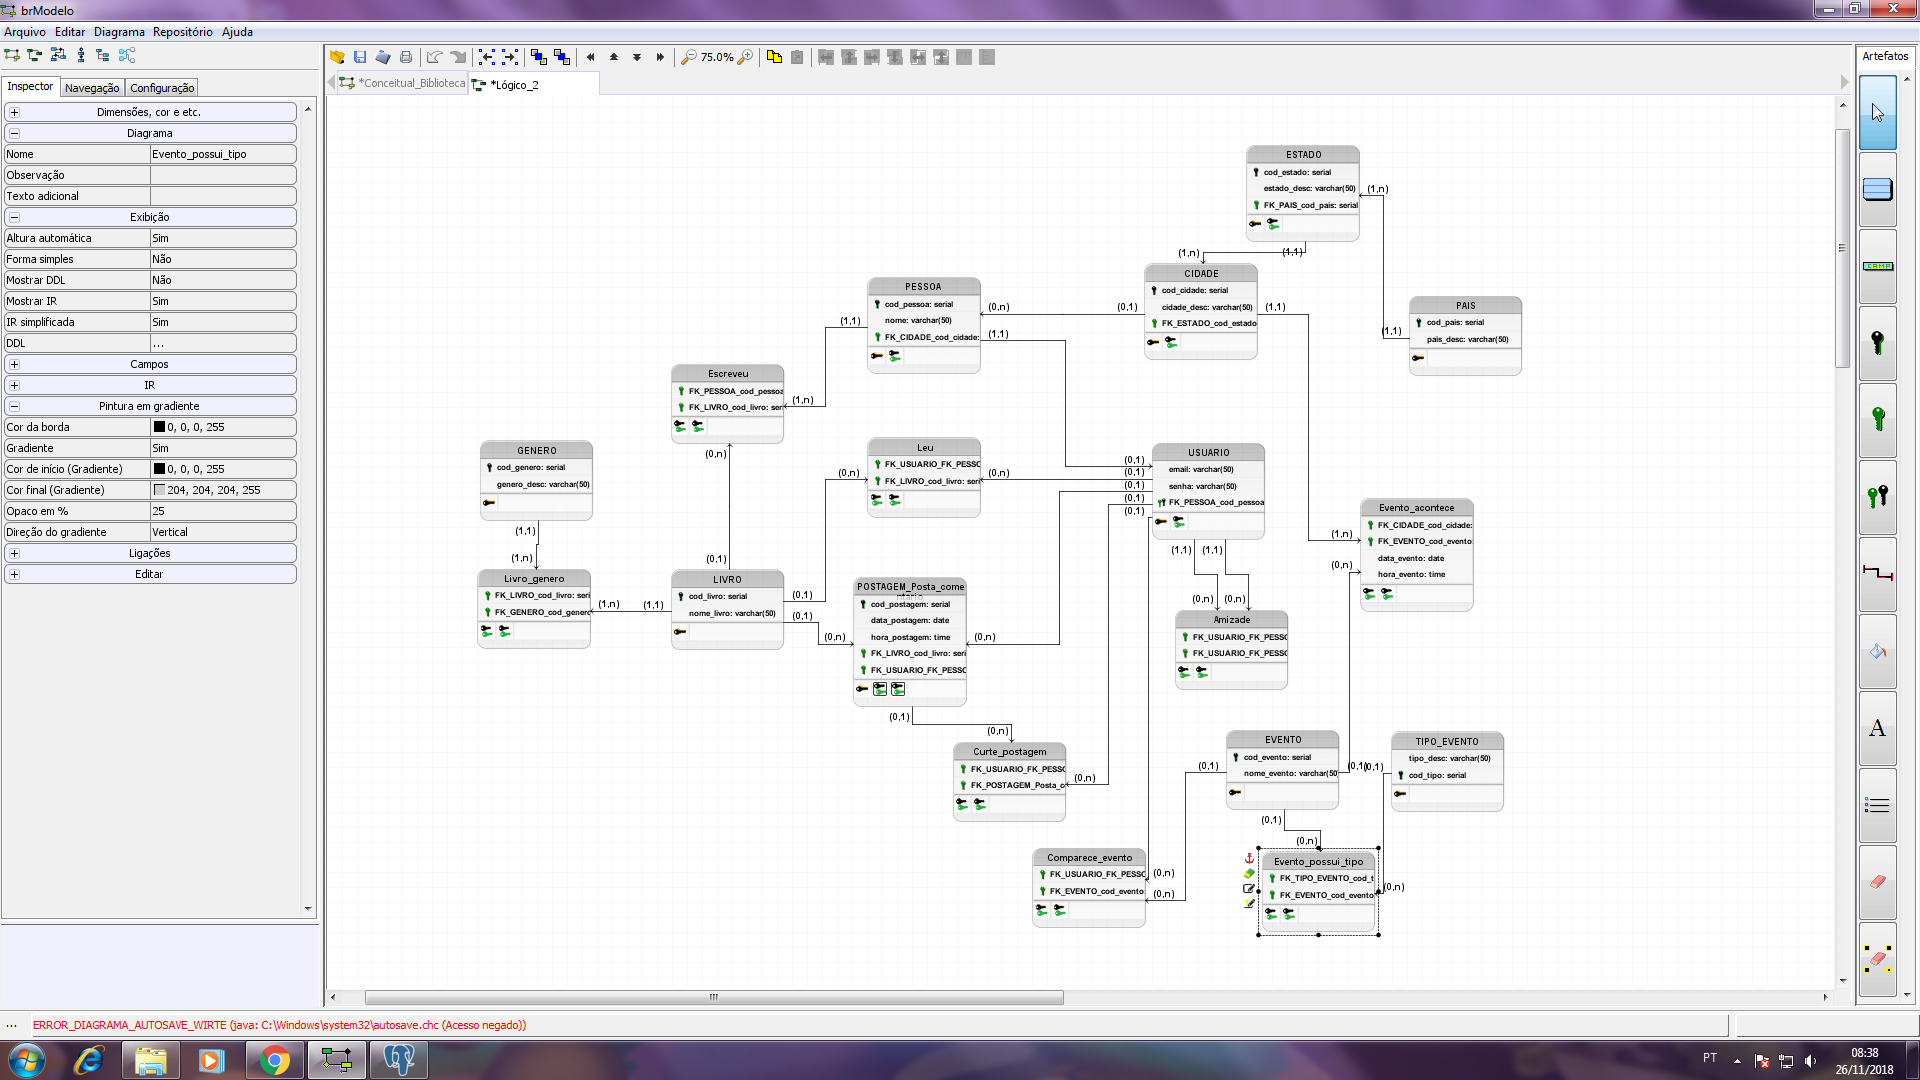 brModelo
Arquivo Editar Diagrama Repositório Ajuda
75.0%
Artefatos
Inspector Navegação Configuração
*Conceitual_Biblioteca *Lógico_2
Dimensões, cor e etc.
Diagrama
Nome Evento_possui_tipo
Observação
Texto adicional
Exibição
Altura automática Sim
Forma simples Não
Mostrar DDL Não
Mostrar IR Sim
IR simplificada Sim
DDL ...
Campos
IR
Pintura em gradiente
Cor da borda 0, 0, 0, 255
Gradiente Sim
Cor de início (Gradiente) 0, 0, 0, 255
Cor final (Gradiente) 204, 204, 204, 255
Opaco em % 25
Direção do gradiente Vertical
Ligações
Editar
ESTADO
cod_estado: serial
estado_desc: varchar(50)
FK_PAIS_cod_pais: serial
(1,n)
(1,n) (1,1)
CIDADE
cod_cidade: serial
cidade_desc: varchar(50)
FK_ESTADO_cod_estado
(0,1) (1,1)
PAIS
cod_pais: serial
pais_desc: varchar(50)
(1,1)
PESSOA
cod_pessoa: serial
nome: varchar(50)
FK_CIDADE_cod_cidade:
(0,n)
(1,1) (1,1)
Escreveu
FK_PESSOA_cod_pessoa
FK_LIVRO_cod_livro: seri
(1,n)
(0,n)
GENERO
cod_genero: serial
genero_desc: varchar(50)
(1,1)
(1,n)
Leu
FK_USUARIO_FK_PESSO
FK_LIVRO_cod_livro: seri
(0,n) (0,n)
USUARIO
email: varchar(50)
senha: varchar(50)
FK_PESSOA_cod_pessoa
(0,1)
(0,1)
(0,1)
(0,1)
(0,1)
(1,1) (1,1)
(0,n) (0,n)
Evento_acontece
FK_CIDADE_cod_cidade:
FK_EVENTO_cod_evento:
data_evento: date
hora_evento: time
(1,n)
(0,n)
Livro_genero
FK_LIVRO_cod_livro: seri
FK_GENERO_cod_genero
(1,n) (1,1)
(0,1)
LIVRO
cod_livro: serial
nome_livro: varchar(50)
(0,1)
(0,1)
POSTAGEM_Posta_come
cod_postagem: serial
data_postagem: date
hora_postagem: time
FK_LIVRO_cod_livro: seri
FK_USUARIO_FK_PESSO
(0,n) (0,n)
(0,1)
(0,n)
Amizade
FK_USUARIO_FK_PESSO
FK_USUARIO_FK_PESSO
Curte_postagem
FK_USUARIO_FK_PESSO
FK_POSTAGEM_Posta_c
(0,n)
EVENTO
cod_evento: serial
nome_evento: varchar(50)
(0,1) (0,1)
(0,1)
(0,n)
TIPO_EVENTO
tipo_desc: varchar(50)
cod_tipo: serial
(0,1)
Comparece_evento
FK_USUARIO_FK_PESSO
FK_EVENTO_cod_evento:
(0,n)
(0,n)
Evento_possui_tipo
FK_TIPO_EVENTO_cod_t
FK_EVENTO_cod_evento
(0,n)
A
... ERROR_DIAGRAMA_AUTOSAVE_WIRTE (java: C:\Windows\system32\autosave.chc (Acesso negado))
PT
08:38
26/11/2018